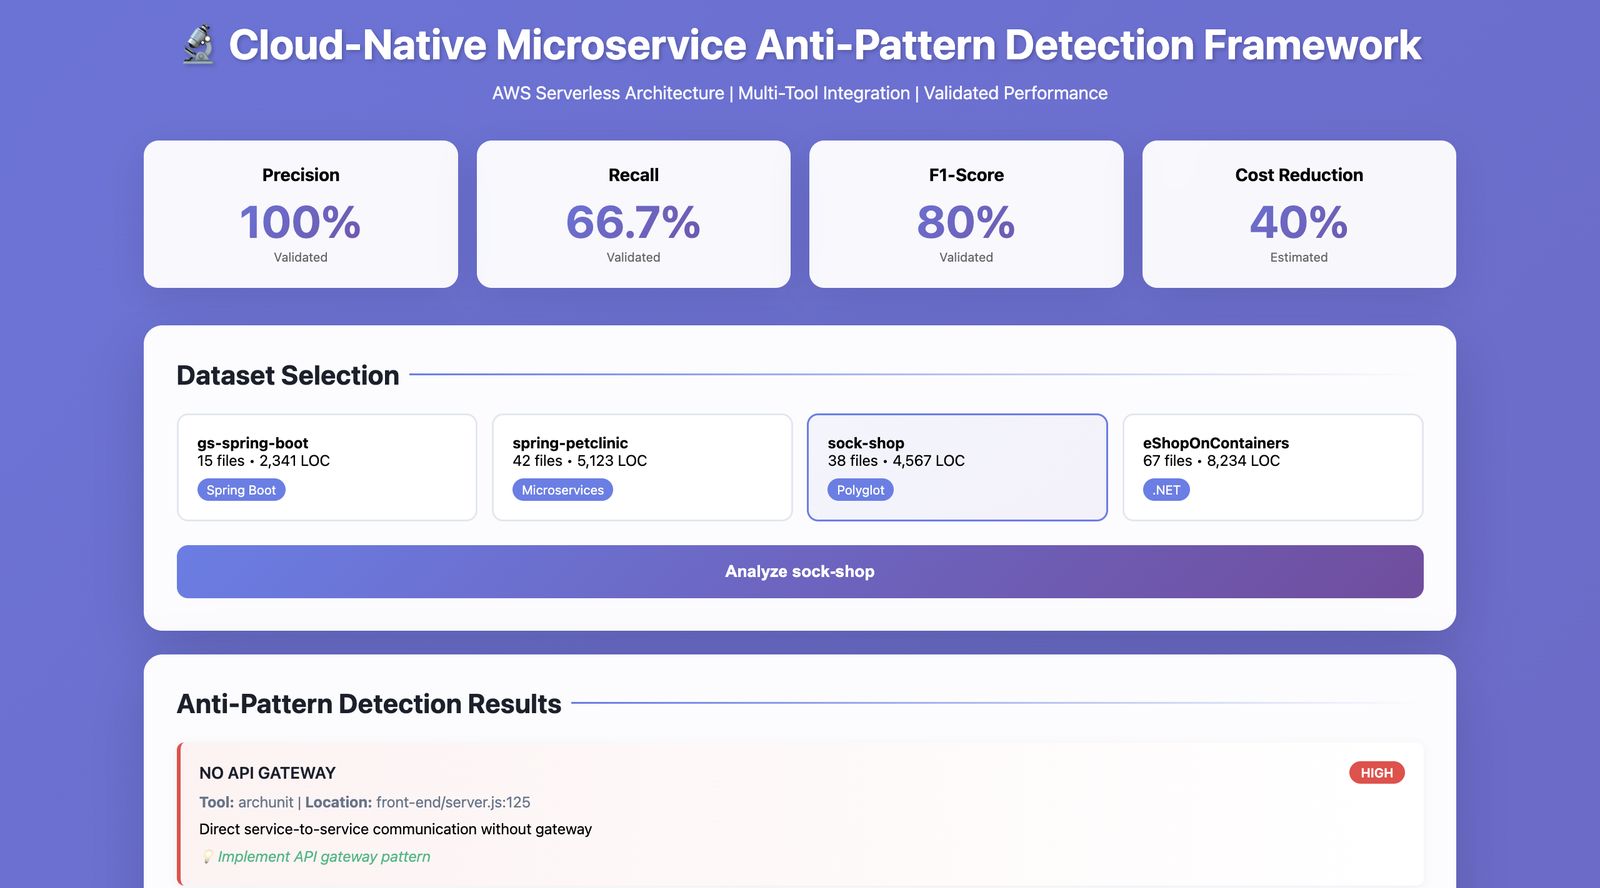 🔬 Cloud-Native Microservice Anti-Pattern Detection Framework
AWS Serverless Architecture | Multi-Tool Integration | Validated Performance
Precision
100%
Validated
Recall
66.7%
Validated
F1-Score
80%
Validated
Cost Reduction
40%
Estimated
Dataset Selection
gs-spring-boot
15 files • 2,341 LOC
Spring Boot
spring-petclinic
42 files • 5,123 LOC
Microservices
sock-shop
38 files • 4,567 LOC
Polyglot
eShopOnContainers
67 files • 8,234 LOC
.NET
Analyze sock-shop
Anti-Pattern Detection Results
NO API GATEWAY
HIGH
Tool: archunit | Location: front-end/server.js:125
Direct service-to-service communication without gateway
💡 Implement API gateway pattern